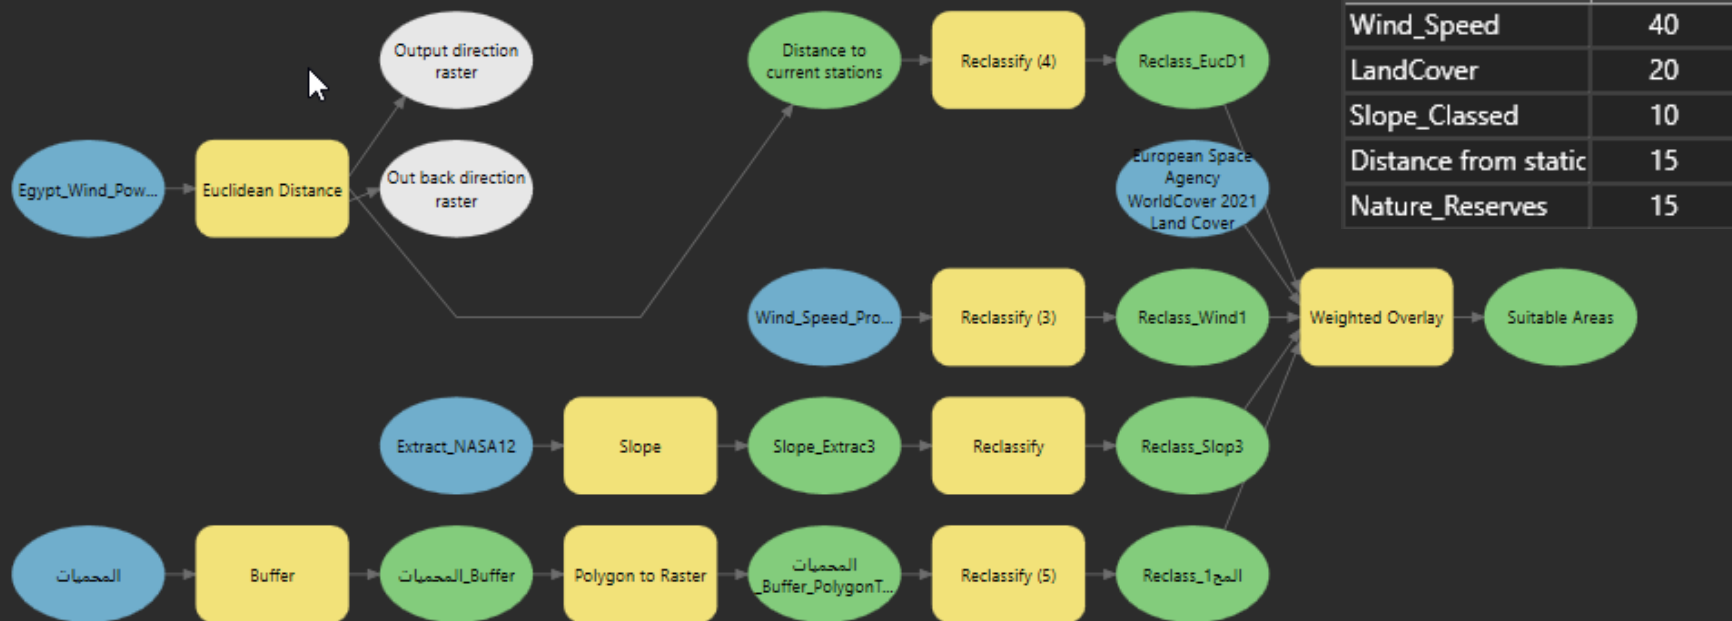 Output direction
raster
Distance to
current stations
Reclassify (4)
Reclass_EucD1
Wind_Speed 40
LandCover 20
Slope_Classed 10
Distance from static 15
Nature_Reserves 15
Egypt_Wind_Pow...
Euclidean Distance
Out back direction
raster
European Space
Agency
WorldCover 2021
Land Cover
Wind_Speed_Pro...
Reclassify (3)
Reclass_Wind1
Weighted Overlay
Suitable Areas
Extract_NASA12
Slope
Slope_Extrac3
Reclassify
Reclass_Slop3
المحميات
Buffer
المحميات_Buffer
Polygon to Raster
المحميات
_Buffer_PolygonT...
Reclassify (5)
Reclass_المح1